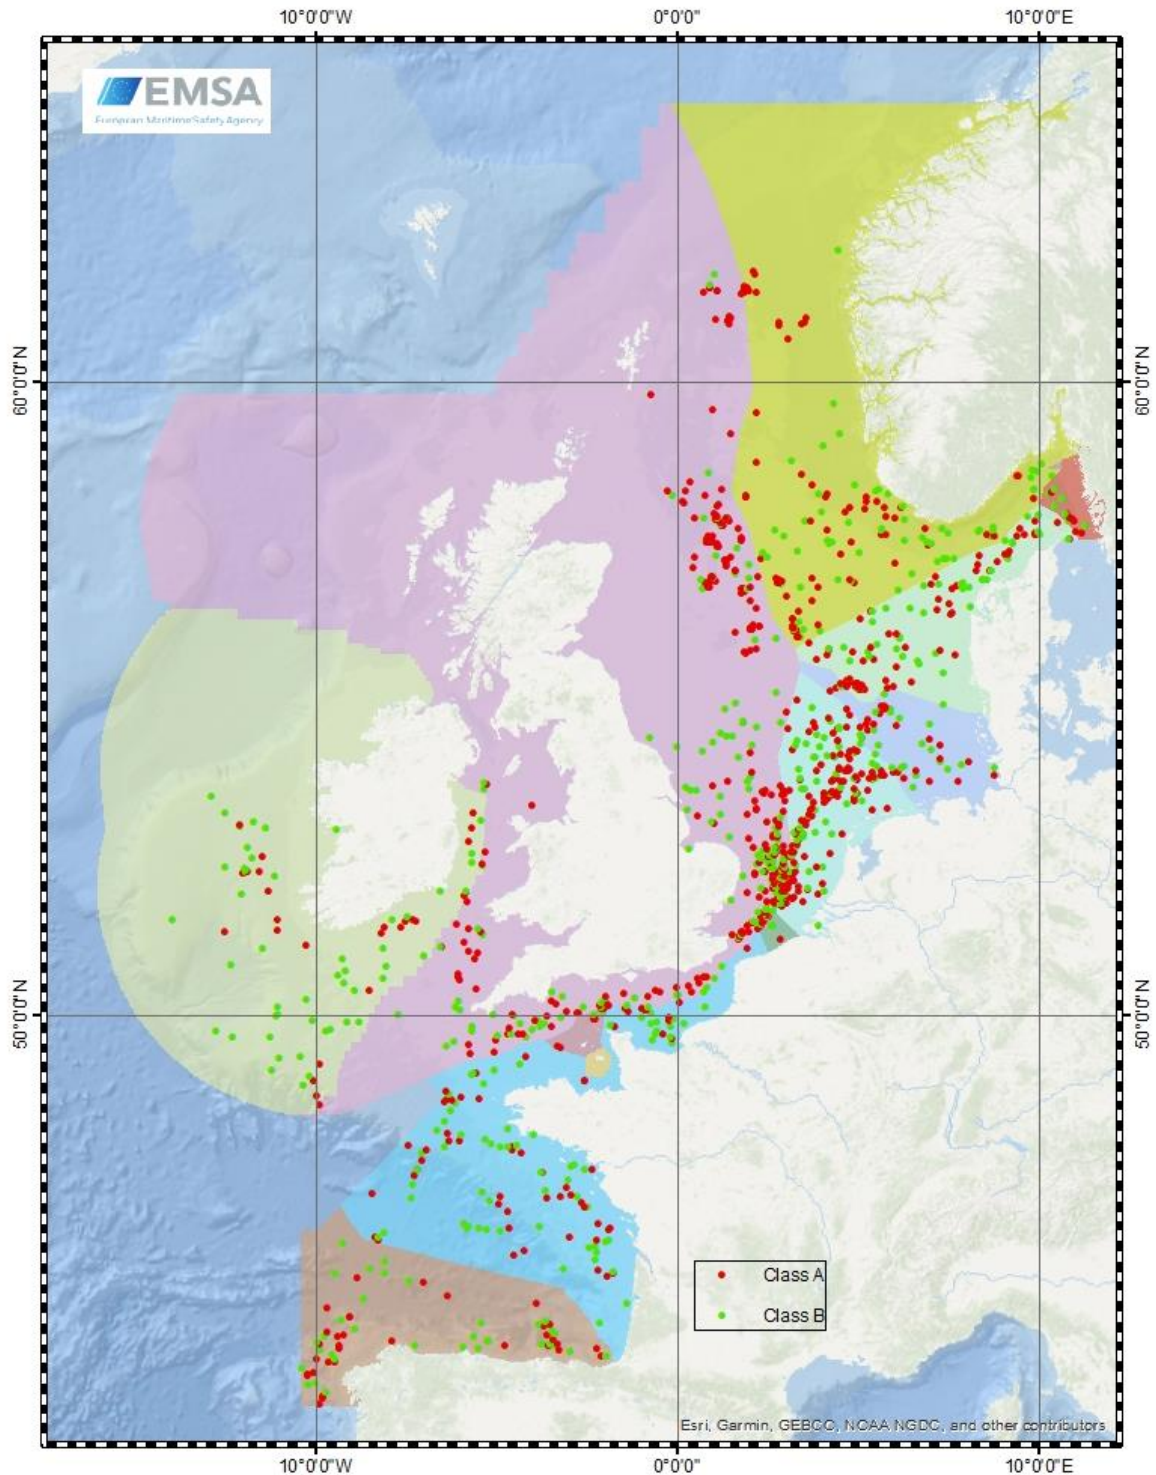 10°0'0"W 0°0'0" 10°0'0"E
EMSA
European Maritime Safety Agency
60°0'0"N 60°0'0"N
50°0'0"N 50°0'0"N
Class A
Class B
Esri, Garmin, GEBCO, NOAA NGDC, and other contributors
10°0'0"W 0°0'0" 10°0'0"E